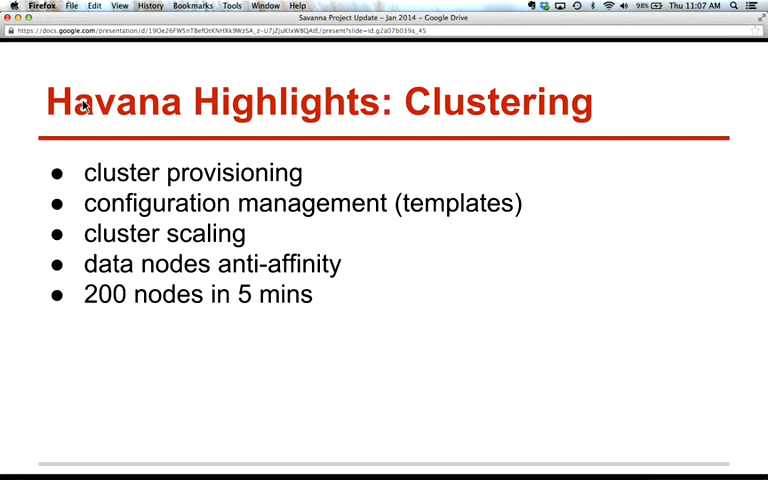 Firefox File Edit View History Bookmarks Tools Window Help 98% Thu 11:07 AM
Savanna Project Update – Jan 2014 – Google Drive
Havana Highlights: Clustering
● cluster provisioning
● configuration management (templates)
● cluster scaling
● data nodes anti-affinity
● 200 nodes in 5 mins